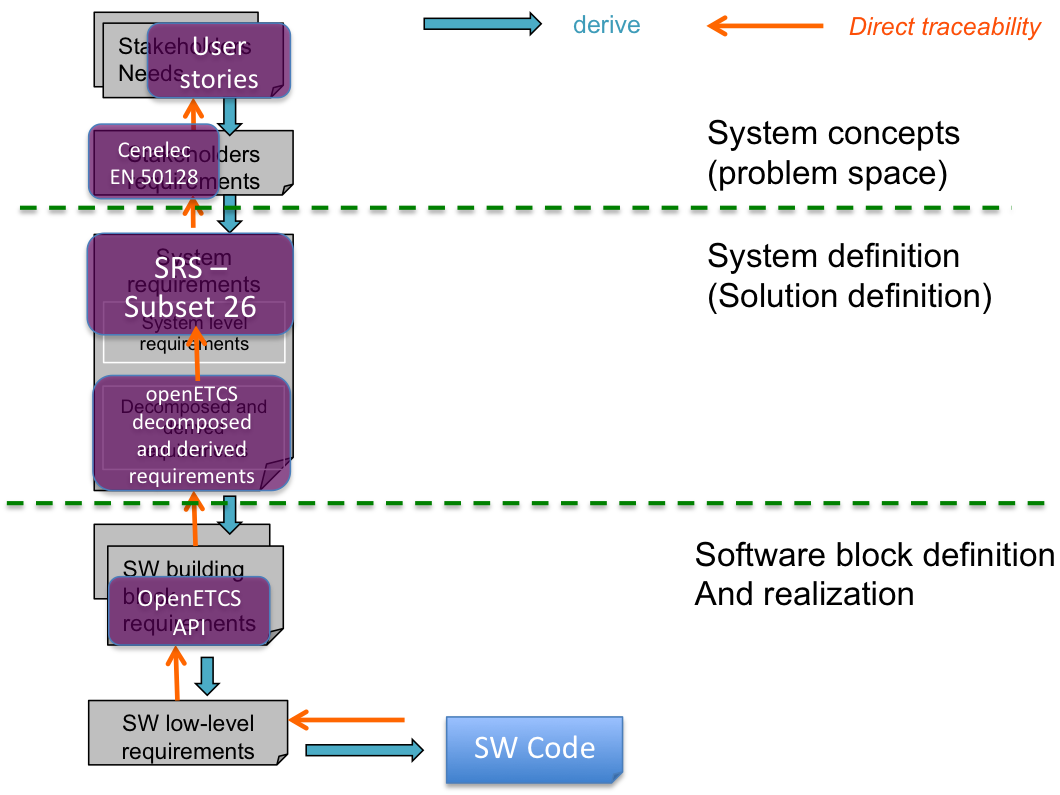 derive
Direct traceability
Stakeholders
Needs
User
stories
Stakeholders
requirements
Cenelec
EN 50128
System concepts
(problem space)
System
requirements
SRS –
Subset 26
System level
requirements
System definition
(Solution definition)
Decomposed and
derived
requirements
openETCS
decomposed
and derived
requirements
SW building
block
requirements
OpenETCS
API
Software block definition
And realization
SW low-level
requirements
SW Code